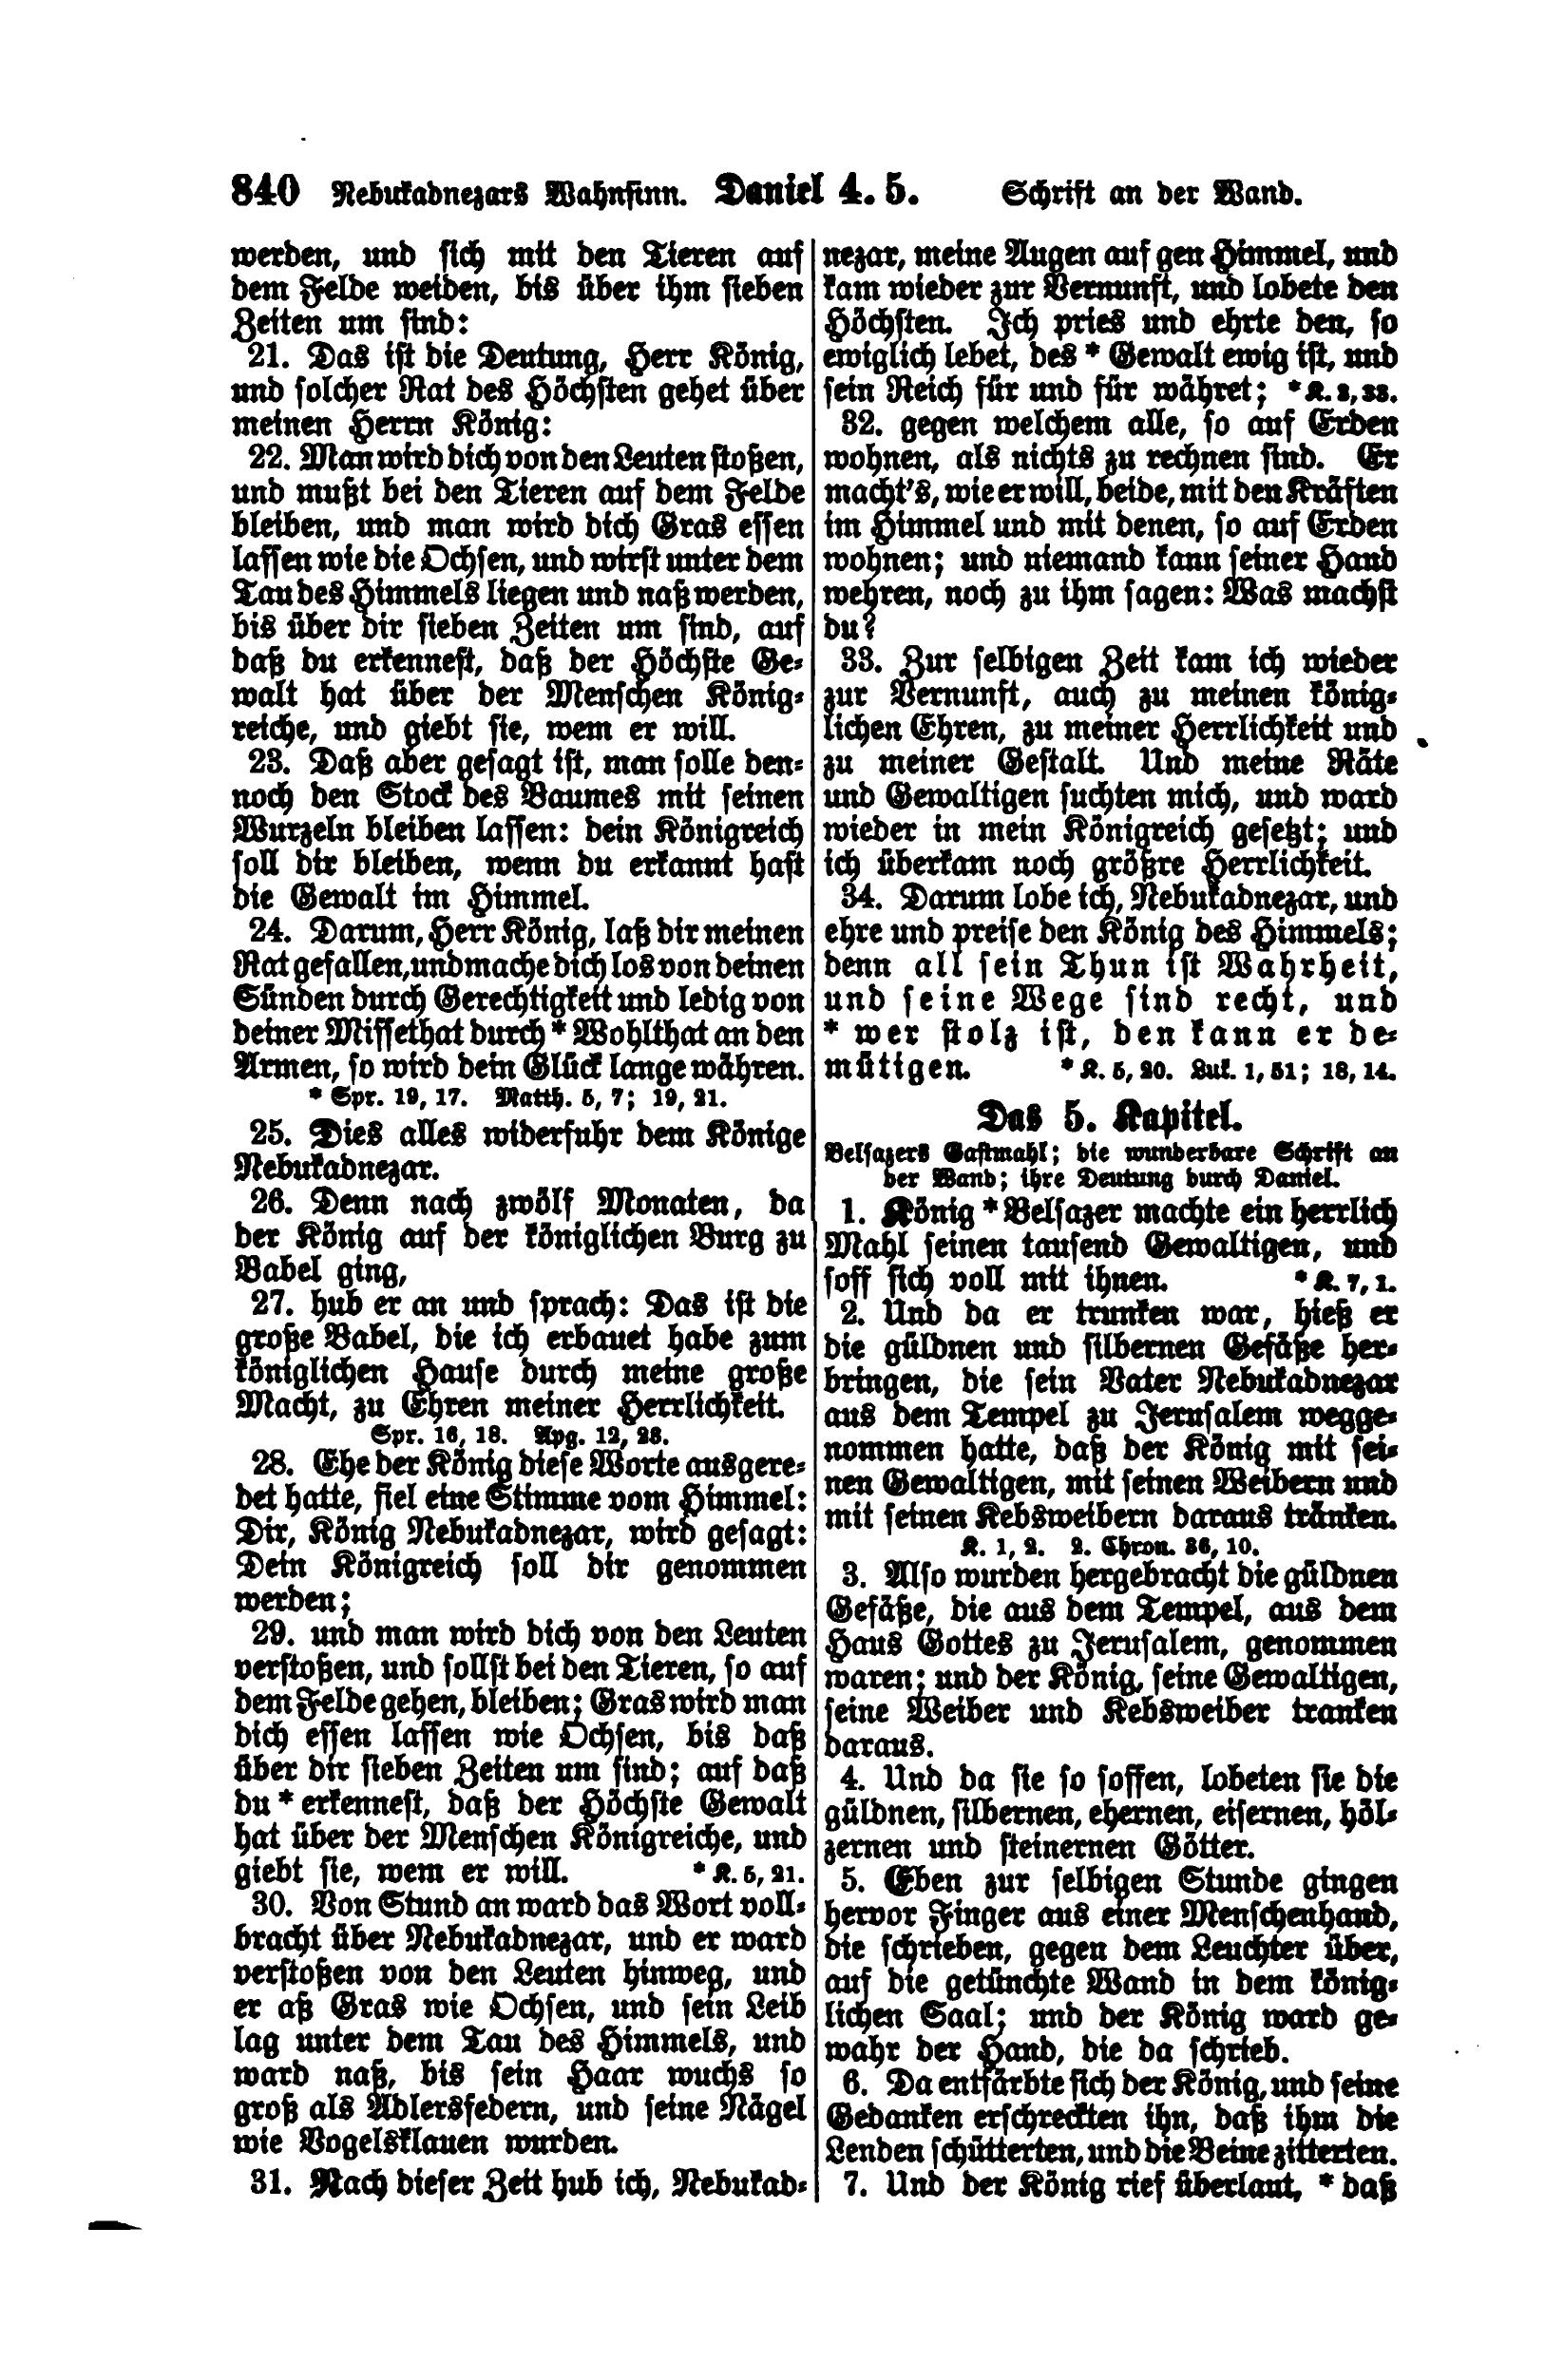 840 Nebukadnezars Wahnsinn. Daniel 4. 5. Schrift an der Wand.
werden, und sich mit den Tieren auf
dem Felde weiden, bis über ihm sieben
Zeiten um sind:
21. Das ist die Deutung, Herr König,
und solcher Rat des Höchsten gehet über
meinen Herrn König:
22. Man wird dich von den Leuten stoßen,
und mußt bei den Tieren auf dem Felde
bleiben, und man wird dich Gras essen
lassen wie die Ochsen, und wirst unter dem
Tau des Himmels liegen und naß werden,
bis über dir sieben Zeiten um sind, auf
daß du erkennest, daß der Höchste Ge-
walt hat über der Menschen König-
reiche, und giebt sie, wem er will.
23. Daß aber gesagt ist, man solle den-
noch den Stock des Baumes mit seinen
Wurzeln bleiben lassen: dein Königreich
soll dir bleiben, wenn du erkannt hast
die Gewalt im Himmel.
24. Darum, Herr König, laß dir meinen
Rat gefallen, und mache dich los von deinen
Sünden durch Gerechtigkeit und ledig von
deiner Missethat durch * Wohlthat an den
Armen, so wird dein Glück lange währen.
* Spr. 19, 17. Matth. 5, 7; 19, 21.
25. Dies alles widerfuhr dem Könige
Nebukadnezar.
26. Denn nach zwölf Monaten, da
der König auf der königlichen Burg zu
Babel ging,
27. hub er an und sprach: Das ist die
große Babel, die ich erbauet habe zum
königlichen Hause durch meine große
Macht, zu Ehren meiner Herrlichkeit.
Spr. 16, 18. Apg. 12, 23.
28. Ehe der König diese Worte ausgere-
det hatte, fiel eine Stimme vom Himmel:
Dir, König Nebukadnezar, wird gesagt:
Dein Königreich soll dir genommen
werden;
29. und man wird dich von den Leuten
verstoßen, und sollst bei den Tieren, so auf
dem Felde gehen, bleiben; Gras wird man
dich essen lassen wie Ochsen, bis daß
über dir sieben Zeiten um sind; auf daß
du * erkennest, daß der Höchste Gewalt
hat über der Menschen Königreiche, und
giebt sie, wem er will. * K. 5, 21.
30. Von Stund an ward das Wort voll-
bracht über Nebukadnezar, und er ward
verstoßen von den Leuten hinweg, und
er aß Gras wie Ochsen, und sein Leib
lag unter dem Tau des Himmels, und
ward naß, bis sein Haar wuchs so
groß als Adlersfedern, und seine Nägel
wie Vogelsklauen wurden.
31. Nach dieser Zeit hub ich, Nebukad-
nezar, meine Augen auf gen Himmel, und
kam wieder zur Vernunft, und lobete den
Höchsten. Ich pries und ehrte den, so
ewiglich lebet, des * Gewalt ewig ist, und
sein Reich für und für währet; * K. 3, 33.
32. gegen welchem alle, so auf Erden
wohnen, als nichts zu rechnen sind. Er
macht's, wie er will, beide, mit den Kräften
im Himmel und mit denen, so auf Erden
wohnen; und niemand kann seiner Hand
wehren, noch zu ihm sagen: Was machst
du?
33. Zur selbigen Zeit kam ich wieder
zur Vernunft, auch zu meinen könig-
lichen Ehren, zu meiner Herrlichkeit und
zu meiner Gestalt. Und meine Räte
und Gewaltigen suchten mich, und ward
wieder in mein Königreich gesetzt; und
ich überkam noch größre Herrlichkeit.
34. Darum lobe ich, Nebukadnezar, und
ehre und preise den König des Himmels;
denn all sein Thun ist Wahrheit,
und seine Wege sind recht, und
* wer stolz ist, den kann er de-
mütigen. * K. 5, 20. Luk. 1, 51; 18, 14.
Das 5. Kapitel.
Belsazers Gastmahl; die wunderbare Schrift an
der Wand; ihre Deutung durch Daniel.
1. König * Belsazer machte ein herrlich
Mahl seinen tausend Gewaltigen, und
soff sich voll mit ihnen. * K. 7, 1.
2. Und da er trunken war, hieß er
die güldnen und silbernen Gefäße her-
bringen, die sein Vater Nebukadnezar
aus dem Tempel zu Jerusalem wegge-
nommen hatte, daß der König mit sei-
nen Gewaltigen, mit seinen Weibern und
mit seinen Kebsweibern daraus tränken.
K. 1, 2. 2. Chron. 36, 10.
3. Also wurden hergebracht die güldnen
Gefäße, die aus dem Tempel, aus dem
Haus Gottes zu Jerusalem, genommen
waren; und der König, seine Gewaltigen,
seine Weiber und Kebsweiber tranken
daraus.
4. Und da sie so soffen, lobeten sie die
güldnen, silbernen, ehernen, eisernen, höl-
zernen und steinernen Götter.
5. Eben zur selbigen Stunde gingen
hervor Finger aus einer Menschenhand,
die schrieben, gegen dem Leuchter über,
auf die getünchte Wand in dem könig-
lichen Saal; und der König ward ge-
wahr der Hand, die da schrieb.
6. Da entfärbte sich der König, und seine
Gedanken erschreckten ihn, daß ihm die
Lenden schütterten, und die Beine zitterten.
7. Und der König rief überlaut, * daß